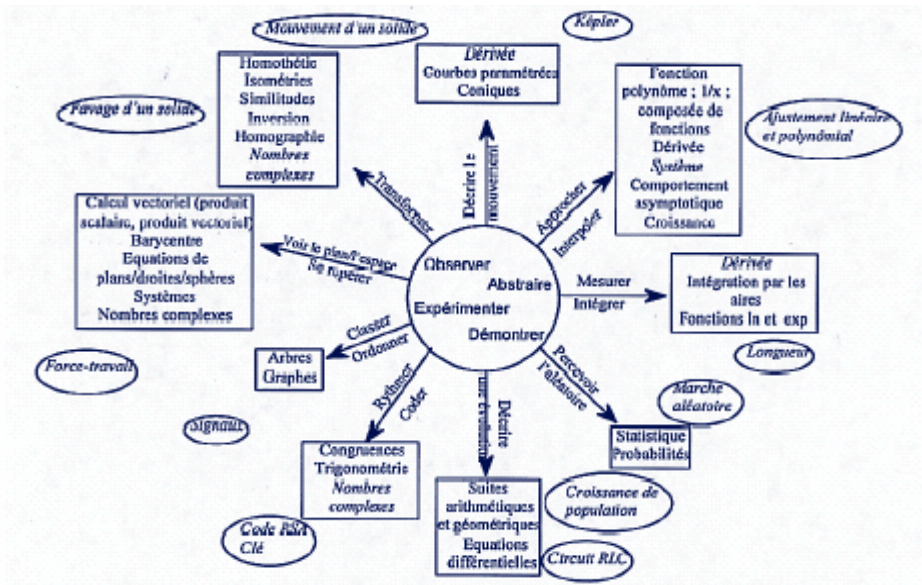 Mouvement d'un solide
Képler
Homothétie
Isométries
Similitudes
Inversion
Homographie
Nombres
complexes
Dérivée
Courbes paramétrées
Coniques
Fonction
polynôme ; 1/x ;
composée de
fonctions
Dérivée
Système
Comportement
asymptotique
Croissance
Pavage d'un solide
Ajustement linéaire
et polynômial
Transformer
Décrire le
mouvement
Approcher
Interpoler
Calcul vectoriel (produit
scalaire, produit vectoriel)
Barycentre
Equations de
plans/droites/sphères
Systèmes
Nombres complexes
Voir le plan/l'espace
Se repérer
Observer
Abstraire
Expérimenter
Démontrer
Mesurer
Intégrer
Dérivée
Intégration par les
aires
Fonctions ln et exp
Longueur
Classer
Ordonner
Arbres
Graphes
Force-travail
Signaux
Rythmer
Coder
Décrire
une évolution
Percevoir
l'aléatoire
Marche
aléatoire
Statistique
Probabilités
Congruences
Trigonométrie
Nombres
complexes
Code RSA
Clé
Suites
arithmétiques
et géométriques
Equations
différentielles
Croissance de
population
Circuit RLC